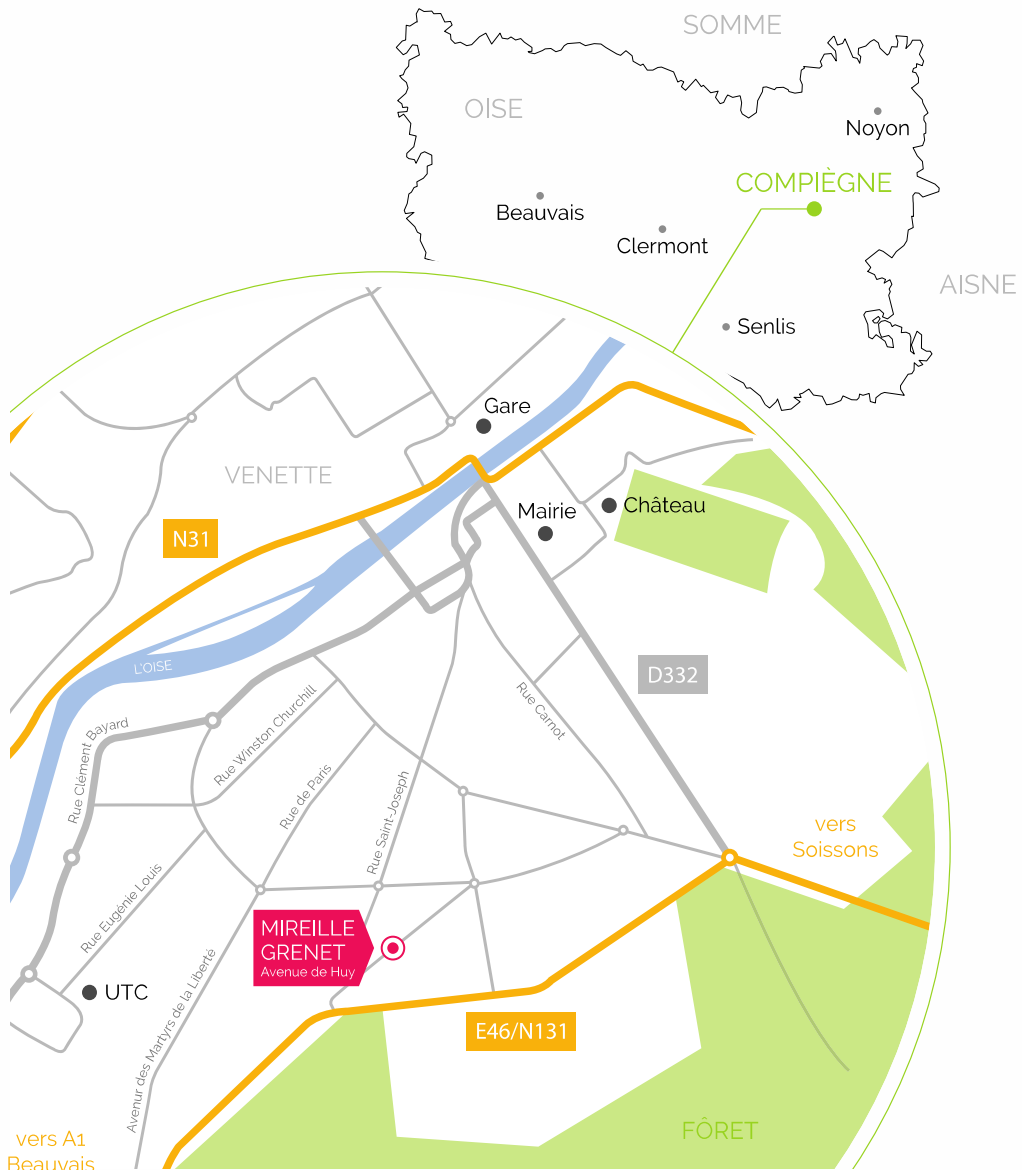 SOMME
OISE
Noyon
COMPIÈGNE
Beauvais
Clermont
AISNE
Senlis
Gare
VENETTE
Château
Mairie
N31
L'OISE
D332
Rue Carnot
Rue Winston Churchill
Rue Clément Bayard
Rue de Paris
Rue Saint-Joseph
vers
Soissons
Rue Eugénie Louis
MIREILLE
GRENET
Avenue de Huy
UTC
Avenur des Martyrs de la Liberté
E46/N131
FÔRET
vers A1
Beauvais